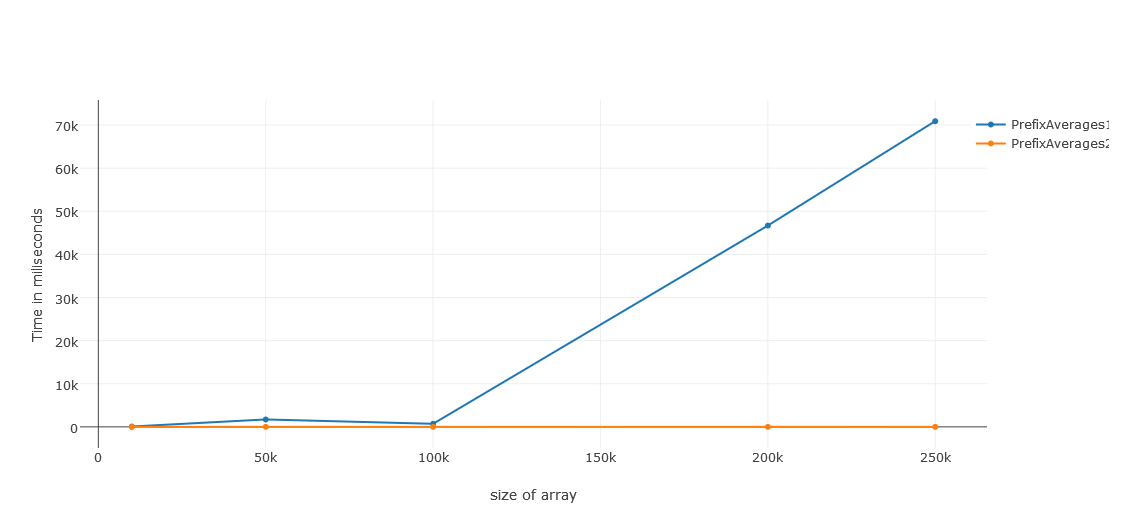 70k
60k
50k
40k
30k
20k
10k
0
Time in miliseconds
0 50k 100k 150k 200k 250k
size of array
PrefixAverages1
PrefixAverages2